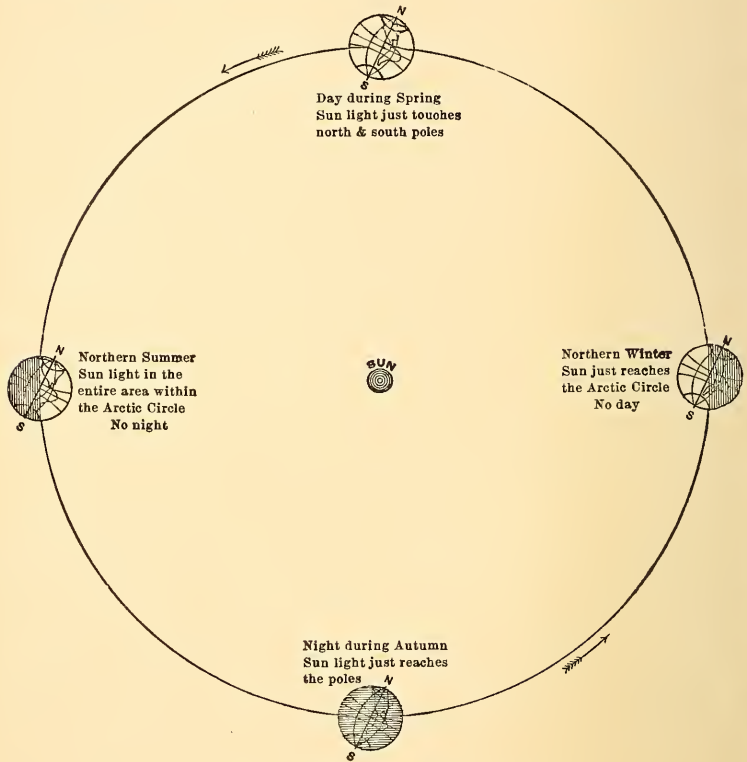 N
S
Day during Spring
Sun light just touches
north & south poles
N
S
Northern Summer
Sun light in the
entire area within
the Arctic Circle
No night
SUN
Northern Winter
Sun just reaches
the Arctic Circle
No day
N
S
Night during Autumn
Sun light just reaches
the poles
N
S